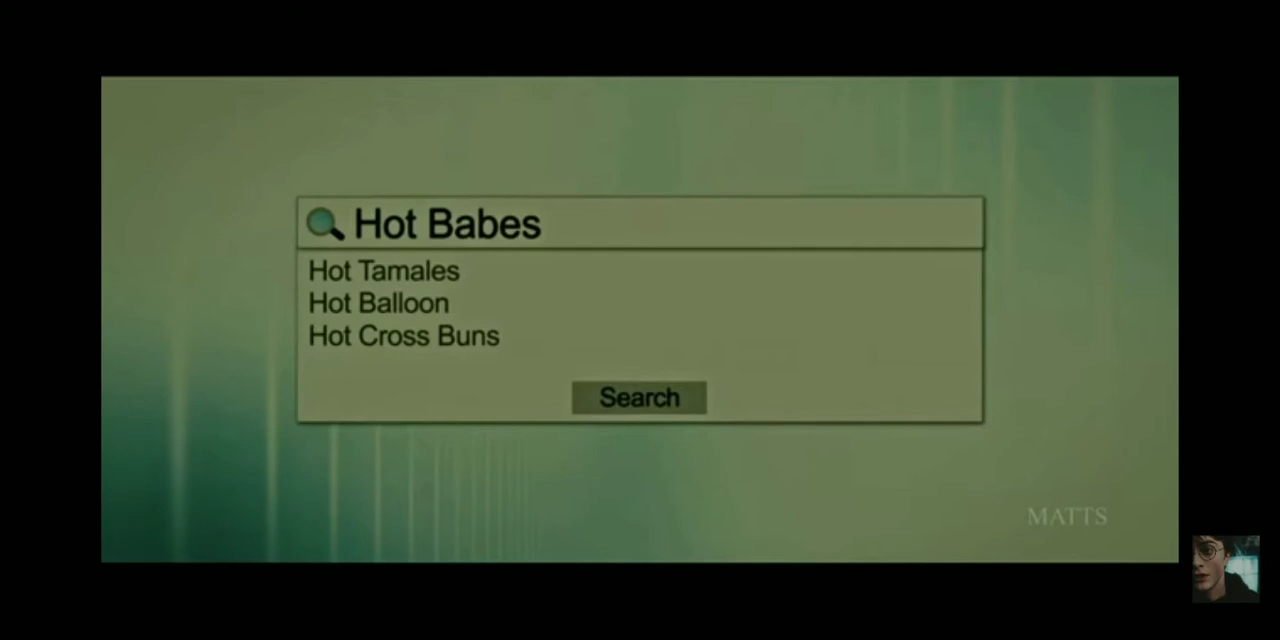 Hot Babes
Hot Tamales
Hot Balloon
Hot Cross Buns
Search
MATTS